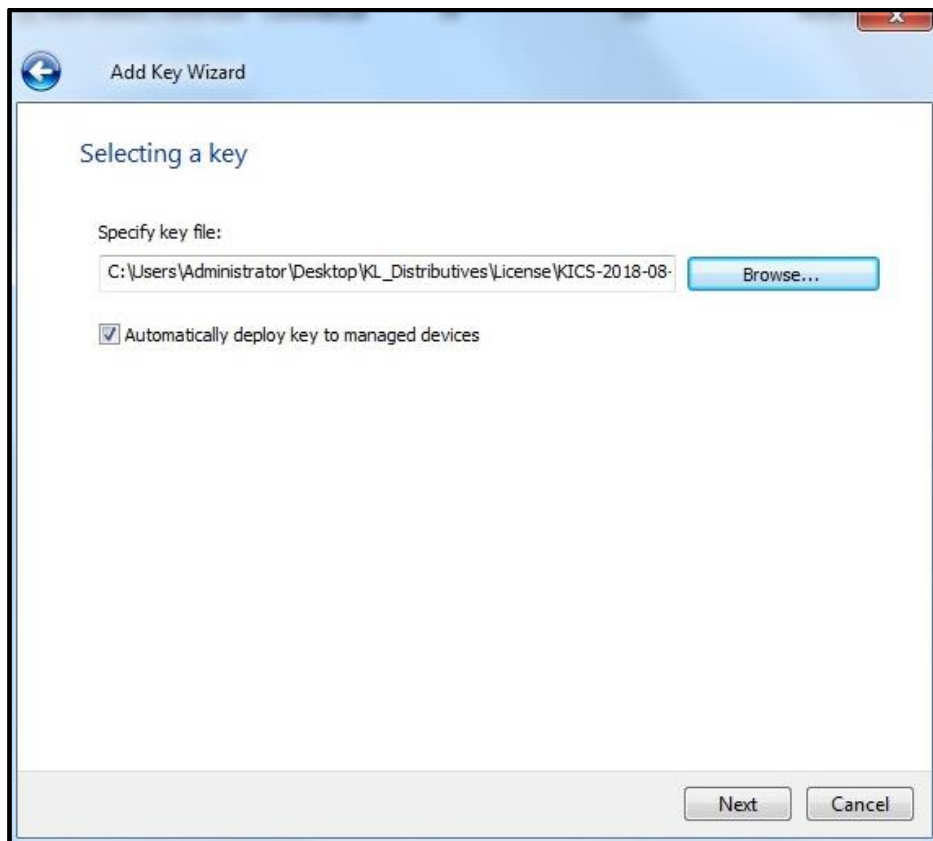 Add Key Wizard
Selecting a key
Specify key file:
C:\Users\Administrator\Desktop\KL_Distributives\License\KICS-2018-08- Browse...
Automatically deploy key to managed devices
Next Cancel